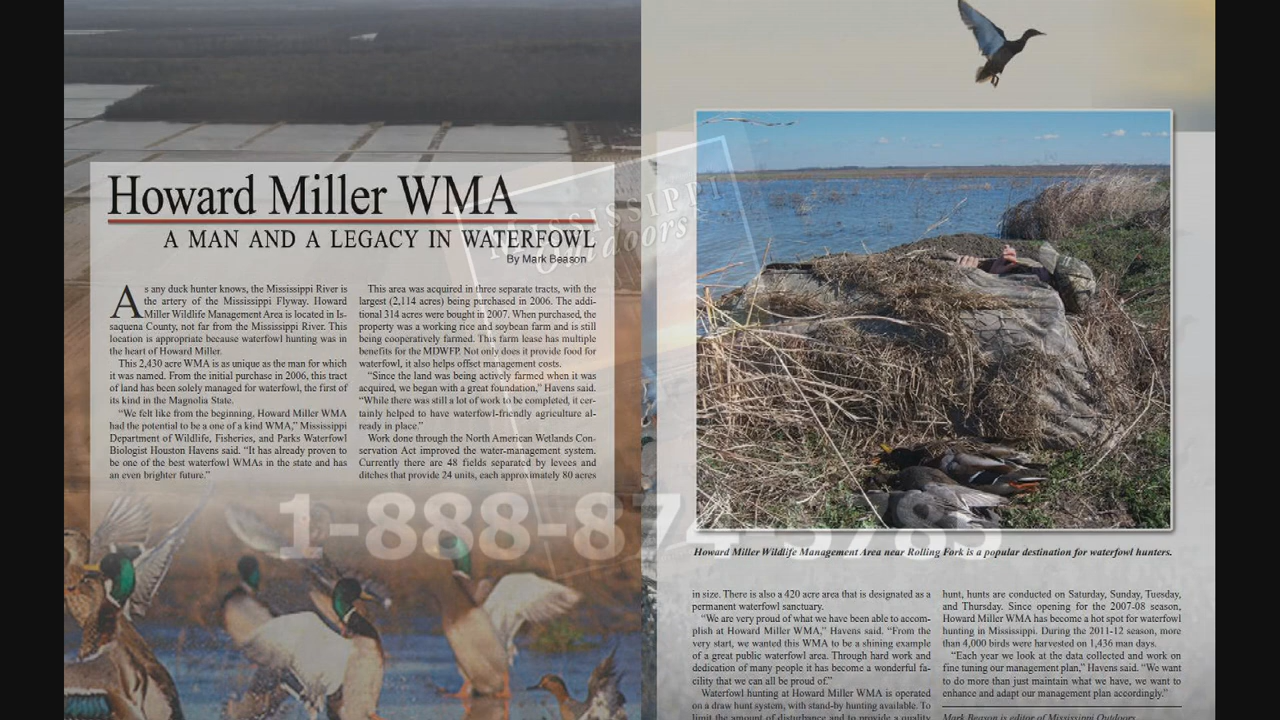 Howard Miller WMA
A MAN AND A LEGACY IN WATERFOWL
By Mark Beason
As any duck hunter knows, the Mississippi River is
the artery of the Mississippi Flyway. Howard
Miller Wildlife Management Area is located in Is-
saquena County, not far from the Mississippi River. This
location is appropriate because waterfowl hunting was in
the heart of Howard Miller.
This 2,430 acre WMA is as unique as the man for which
it was named. From the initial purchase in 2006, this tract
of land has been solely managed for waterfowl, the first of
its kind in the Magnolia State.
“We felt like from the beginning, Howard Miller WMA
had the potential to be a one of a kind WMA,” Mississippi
Department of Wildlife, Fisheries, and Parks Waterfowl
Biologist Houston Havens said. “It has already proven to
be one of the best waterfowl WMAs in the state and has
an even brighter future.”
This area was acquired in three separate tracts, with the
largest (2,114 acres) being purchased in 2006. The addi-
tional 314 acres were bought in 2007. When purchased, the
property was a working rice and soybean farm and is still
being cooperatively farmed. This farm lease has multiple
benefits for the MDWFP. Not only does it provide food for
waterfowl, it also helps offset management costs.
“Since the land was being actively farmed when it was
acquired, we began with a great foundation,” Havens said.
“While there was still a lot of work to be completed, it cer-
tainly helped to have waterfowl-friendly agriculture al-
ready in place.”
Work done through the North American Wetlands Con-
servation Act improved the water-management system.
Currently there are 48 fields separated by levees and
ditches that provide 24 units, each approximately 80 acres
MISSISSIPPI
Outdoors
1-888-874-5785
Howard Miller Wildlife Management Area near Rolling Fork is a popular destination for waterfowl hunters.
in size. There is also a 420 acre area that is designated as a
permanent waterfowl sanctuary.
“We are very proud of what we have been able to accom-
plish at Howard Miller WMA,” Havens said. “From the
very start, we wanted this WMA to be a shining example
of a great public waterfowl area. Through hard work and
dedication of many people it has become a wonderful fa-
cility that we can all be proud of.”
Waterfowl hunting at Howard Miller WMA is operated
on a draw hunt system, with stand-by hunting available. To
limit the amount of disturbance and to provide a quality
hunt, hunts are conducted on Saturday, Sunday, Tuesday,
and Thursday. Since opening for the 2007-08 season,
Howard Miller WMA has become a hot spot for waterfowl
hunting in Mississippi. During the 2011-12 season, more
than 4,000 birds were harvested on 1,436 man days.
“Each year we look at the data collected and work on
fine tuning our management plan,” Havens said. “We want
to do more than just maintain what we have, we want to
enhance and adapt our management plan accordingly.”
Mark Beason is editor of Mississippi Outdoors.